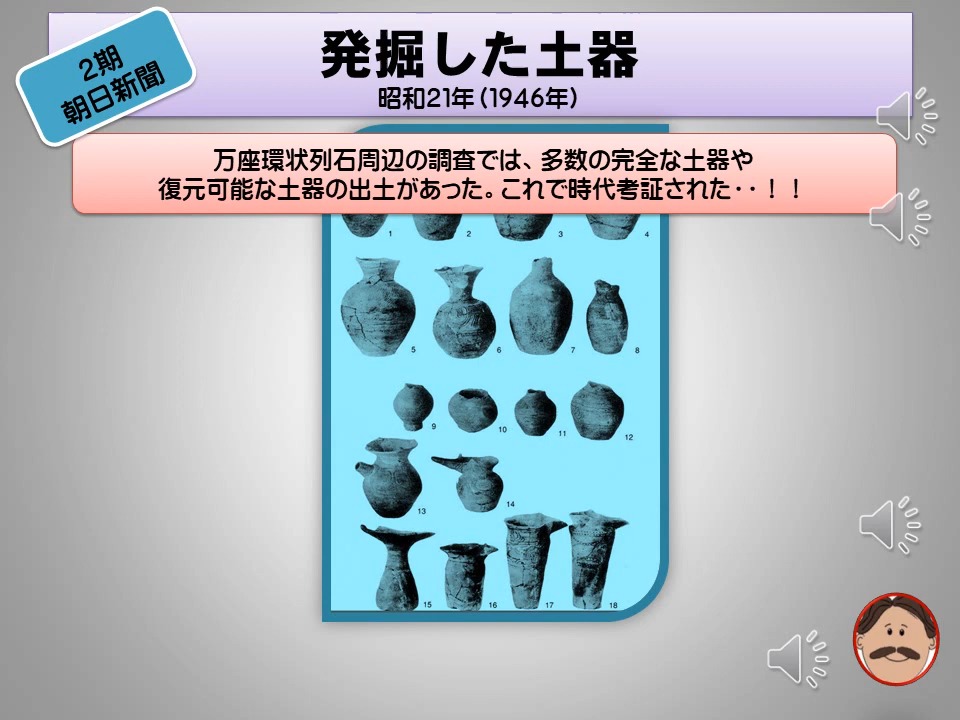 2期
朝日新聞
発掘した土器
昭和21年(1946年)
万座環状列石周辺の調査では、多数の完全な土器や
復元可能な土器の出土があった。これで時代考証された‥！！
1 2 3 4
5 6 7 8
9 10 11 12
13 14
15 16 17 18